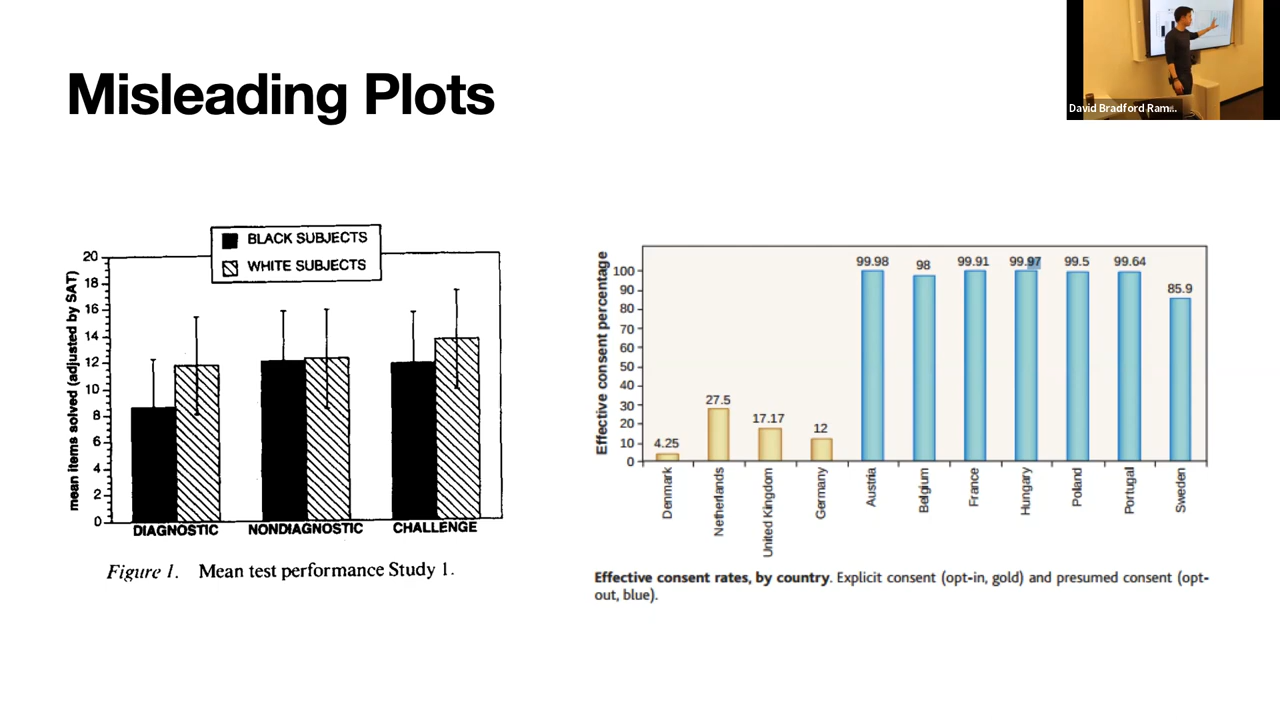 Misleading Plots
David Bradford Ram...
BLACK SUBJECTS
WHITE SUBJECTS
mean items solved (adjusted by SAT)
20
18
16
14
12
10
8
6
4
2
0
DIAGNOSTIC NONDIAGNOSTIC CHALLENGE
Figure 1. Mean test performance Study 1.
Effective consent percentage
100
90
80
70
60
50
40
30
20
10
0
4.25
27.5
17.17
12
99.98
98
99.91
99.97
99.5
99.64
85.9
Denmark
Netherlands
United Kingdom
Germany
Austria
Belgium
France
Hungary
Poland
Portugal
Sweden
Effective consent rates, by country. Explicit consent (opt-in, gold) and presumed consent (opt-
out, blue).